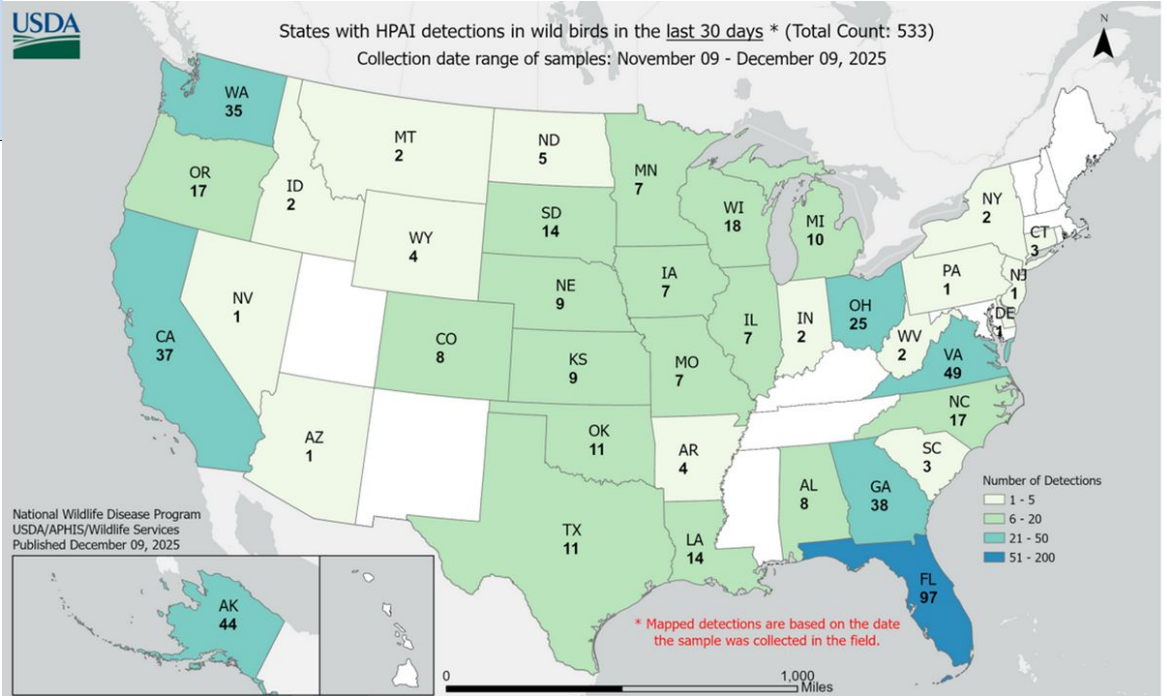 USDA
States with HPAI detections in wild birds in the last 30 days * (Total Count: 533)
Collection date range of samples: November 09 - December 09, 2025
N
WA
35
MT
2
ND
5
MN
7
OR
17
ID
2
SD
14
WI
18
MI
10
NY
2
WY
4
CT
3
IA
7
PA
1
NJ
1
NE
9
NV
1
OH
25
IL
7
IN
2
DE
1
CA
37
CO
8
WV
2
VA
49
KS
9
MO
7
NC
17
AZ
1
OK
11
AR
4
SC
3
AL
8
GA
38
TX
11
LA
14
FL
97
Number of Detections
1 - 5
6 - 20
21 - 50
51 - 200
National Wildlife Disease Program
USDA/APHIS/Wildlife Services
Published December 09, 2025
AK
44
* Mapped detections are based on the date
the sample was collected in the field.
0
1,000
Miles